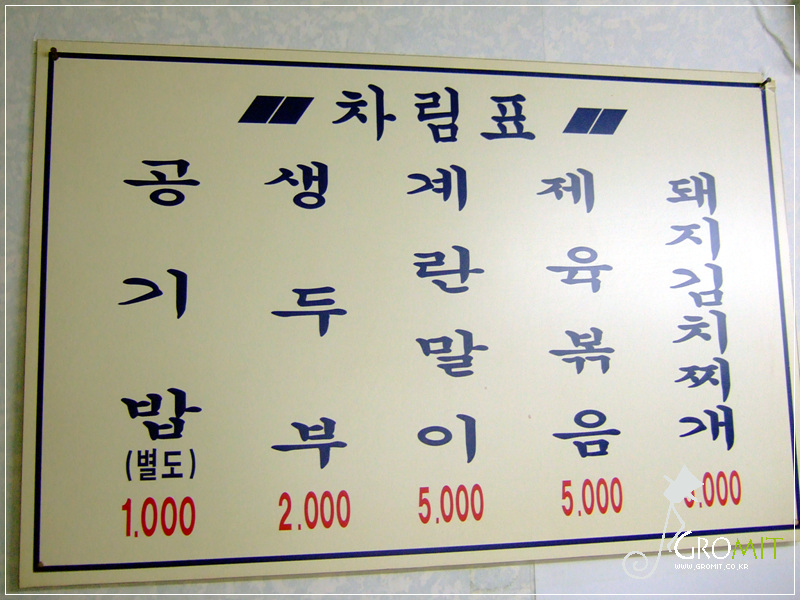 차림표
돼지김치찌개
제육볶음
5.000
계란말이
5.000
생두부
2.000
공기밥
(별도)
1.000
GROMIT
WWW.GROMIT.CO.KR